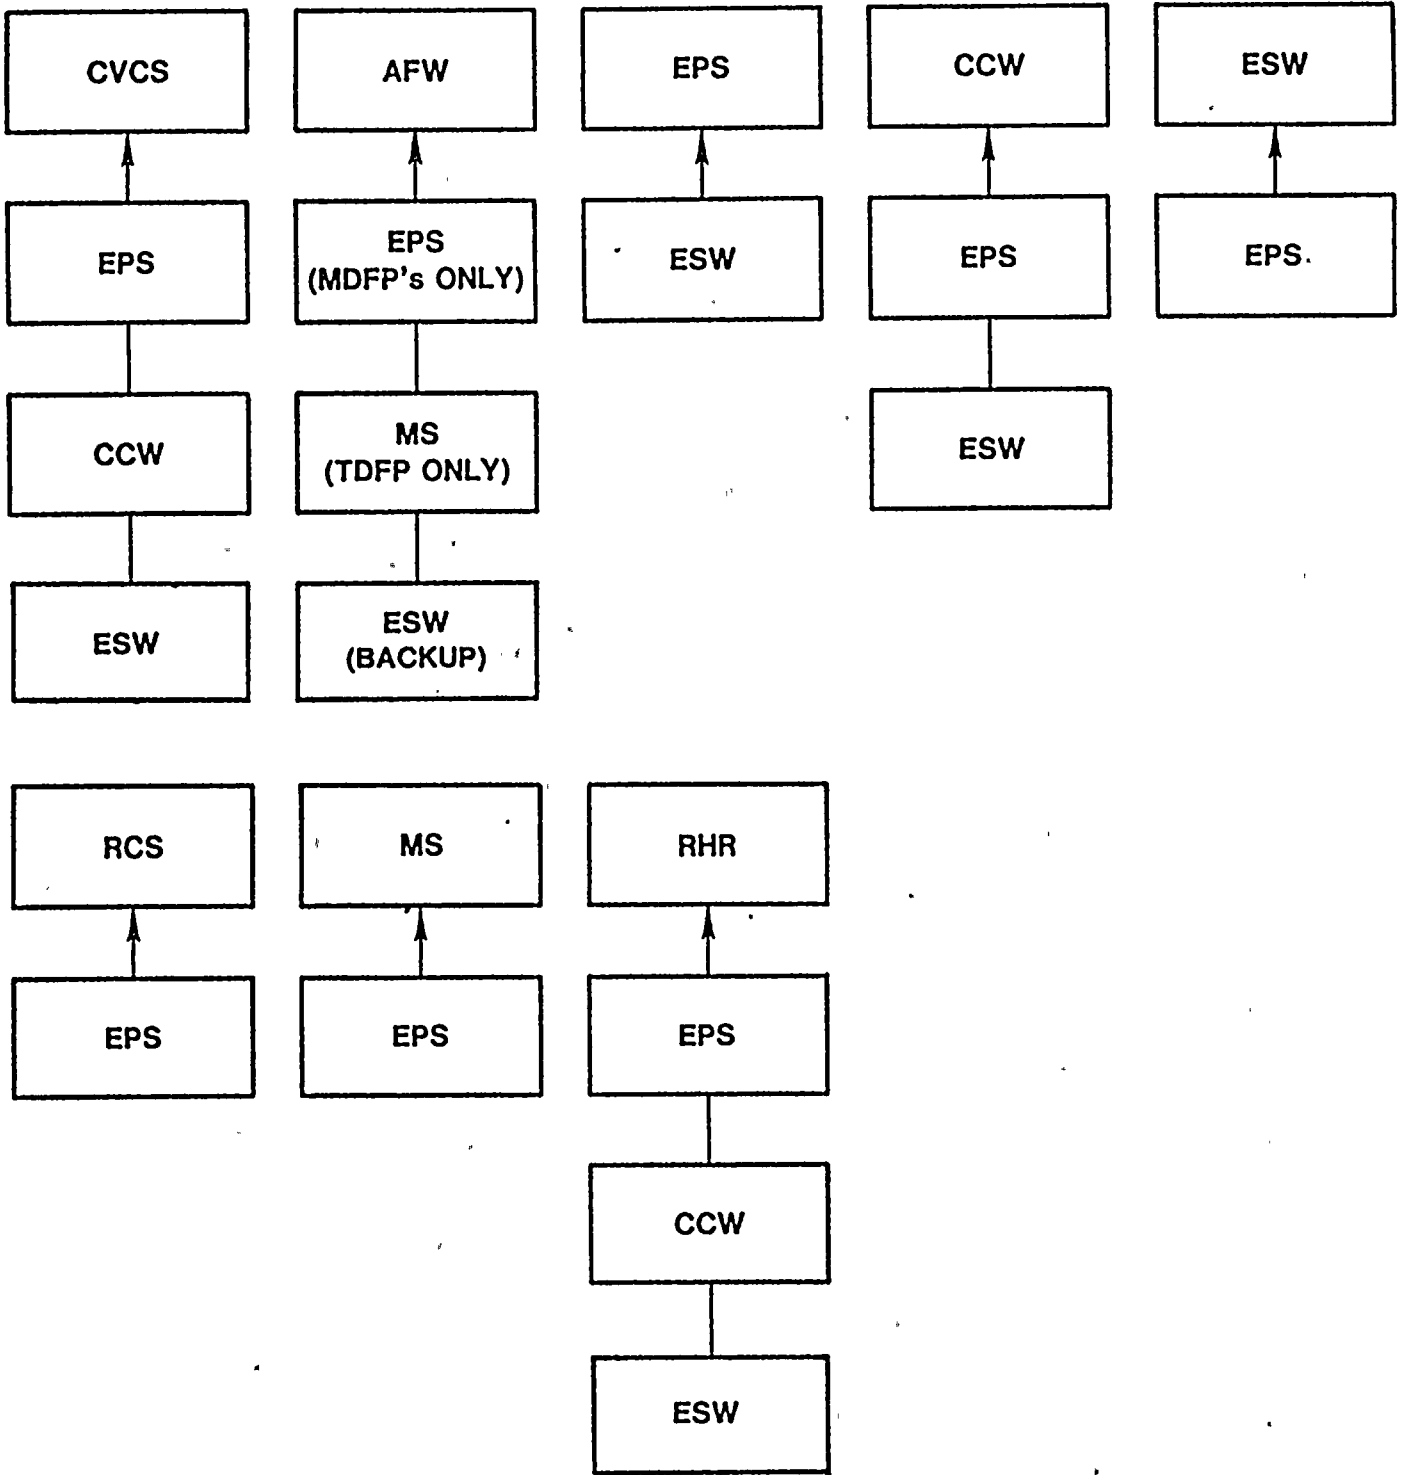 CVCS
EPS
CCW
ESW
AFW
EPS
(MDFP's ONLY)
MS
(TDFP ONLY)
ESW
(BACKUP)
EPS
ESW
CCW
EPS
ESW
ESW
EPS
RCS
EPS
MS
EPS
RHR
EPS
CCW
ESW